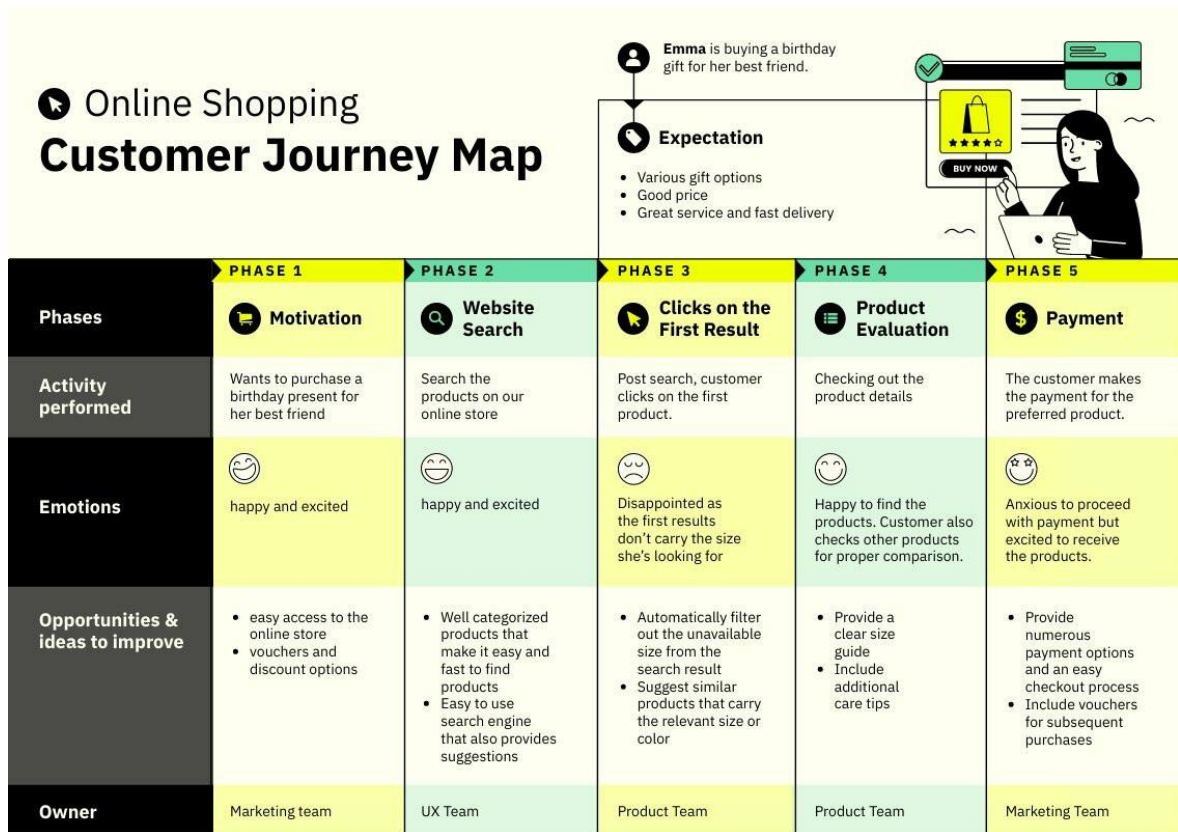 Online Shopping
Customer Journey Map
Emma is buying a birthday
gift for her best friend.
Expectation
• Various gift options
• Good price
• Great service and fast delivery
BUY NOW
PHASE 1
PHASE 2
PHASE 3
PHASE 4
PHASE 5
Phases
Motivation
Website
Search
Clicks on the
First Result
Product
Evaluation
Payment
Activity
performed
Wants to purchase a
birthday present for
her best friend
Search the
products on our
online store
Post search, customer
clicks on the first
product.
Checking out the
product details
The customer makes
the payment for the
preferred product.
Emotions
happy and excited
happy and excited
Disappointed as
the first results
don't carry the size
she's looking for
Happy to find the
products. Customer also
checks other products
for proper comparison.
Anxious to proceed
with payment but
excited to receive
the products.
Opportunities &
ideas to improve
• easy access to the
online store
• vouchers and
discount options
• Well categorized
products that
make it easy and
fast to find
products
• Easy to use
search engine
that also provides
suggestions
• Automatically filter
out the unavailable
size from the
search result
• Suggest similar
products that carry
the relevant size or
color
• Provide a
clear size
guide
• Include
additional
care tips
• Provide
numerous
payment options
and an easy
checkout process
• Include vouchers
for subsequent
purchases
Owner
Marketing team
UX Team
Product Team
Product Team
Marketing Team